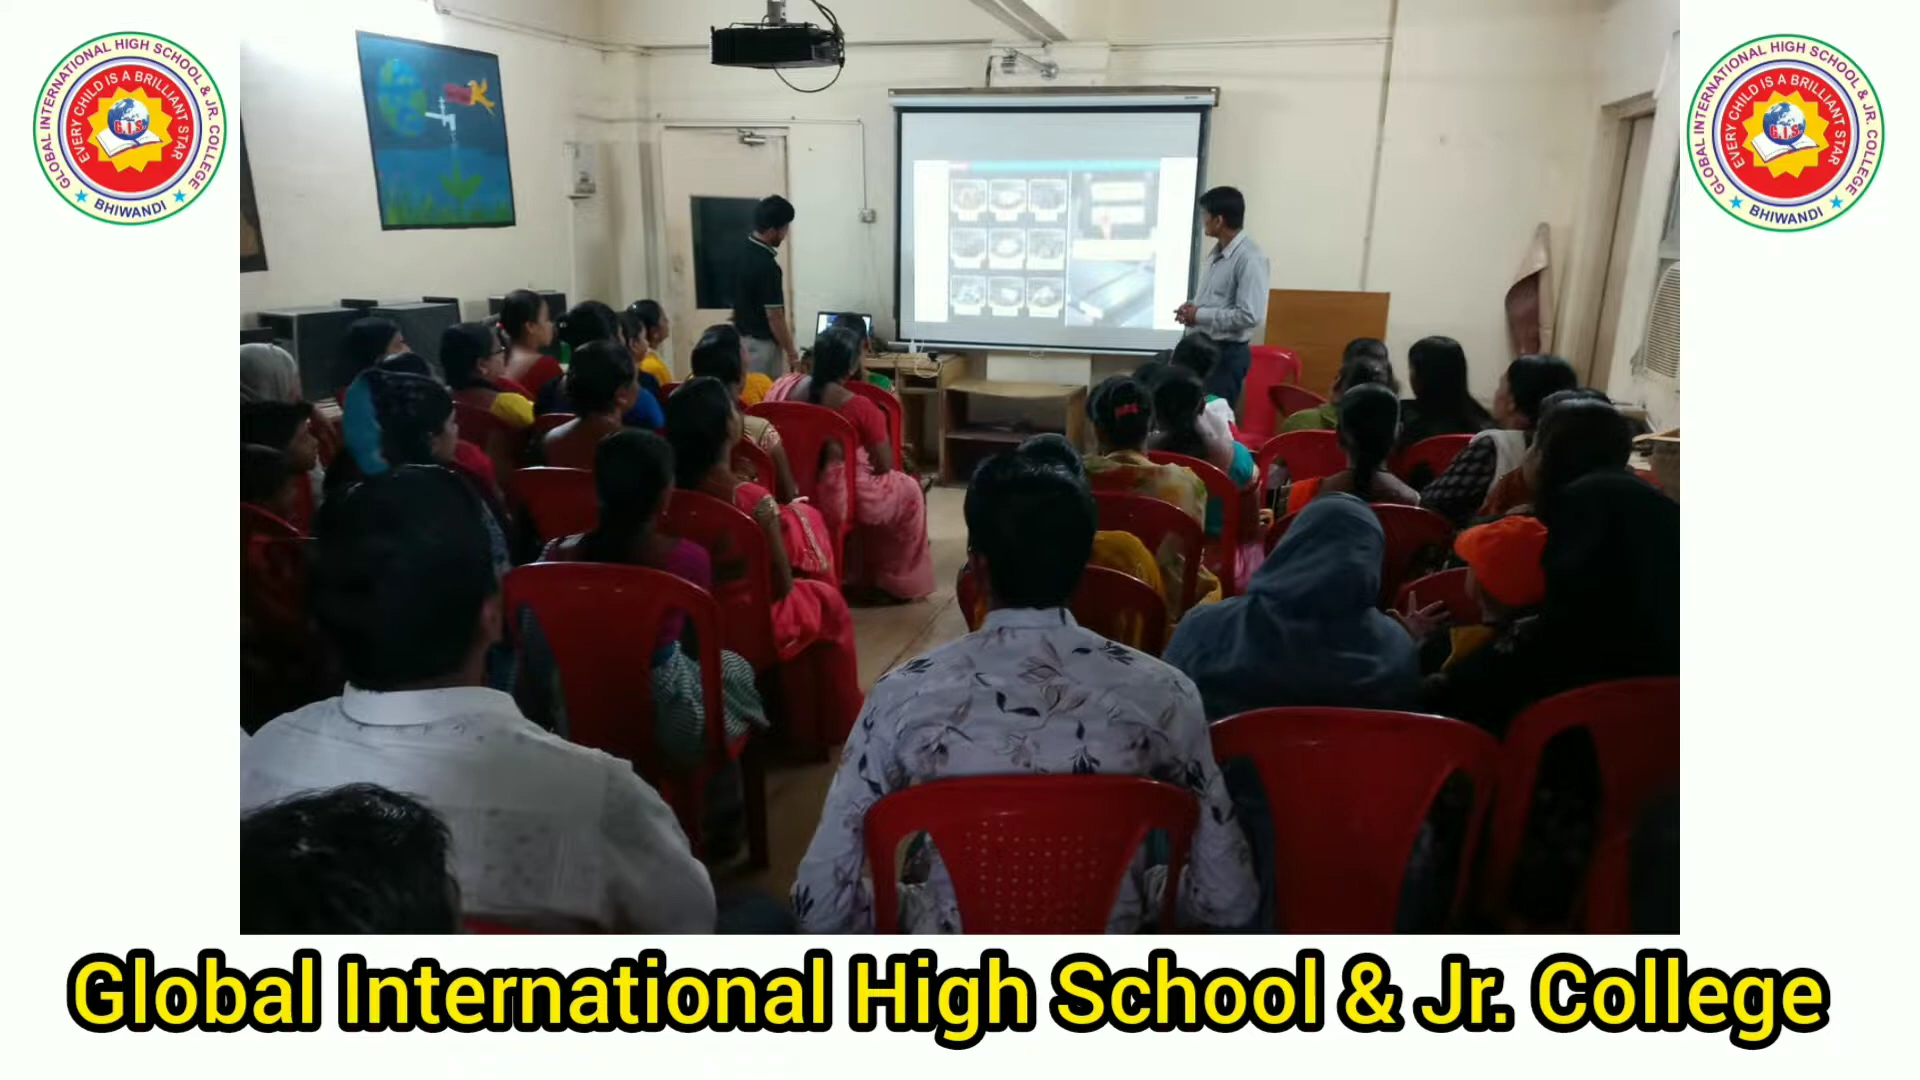 GLOBAL INTERNATIONAL HIGH SCHOOL & JR. COLLEGE
EVERY CHILD IS A BRILLIANT STAR
G.I.S.
BHIWANDI
GLOBAL INTERNATIONAL HIGH SCHOOL & JR. COLLEGE
EVERY CHILD IS A BRILLIANT STAR
G.I.S.
BHIWANDI
Global International High School & Jr. College